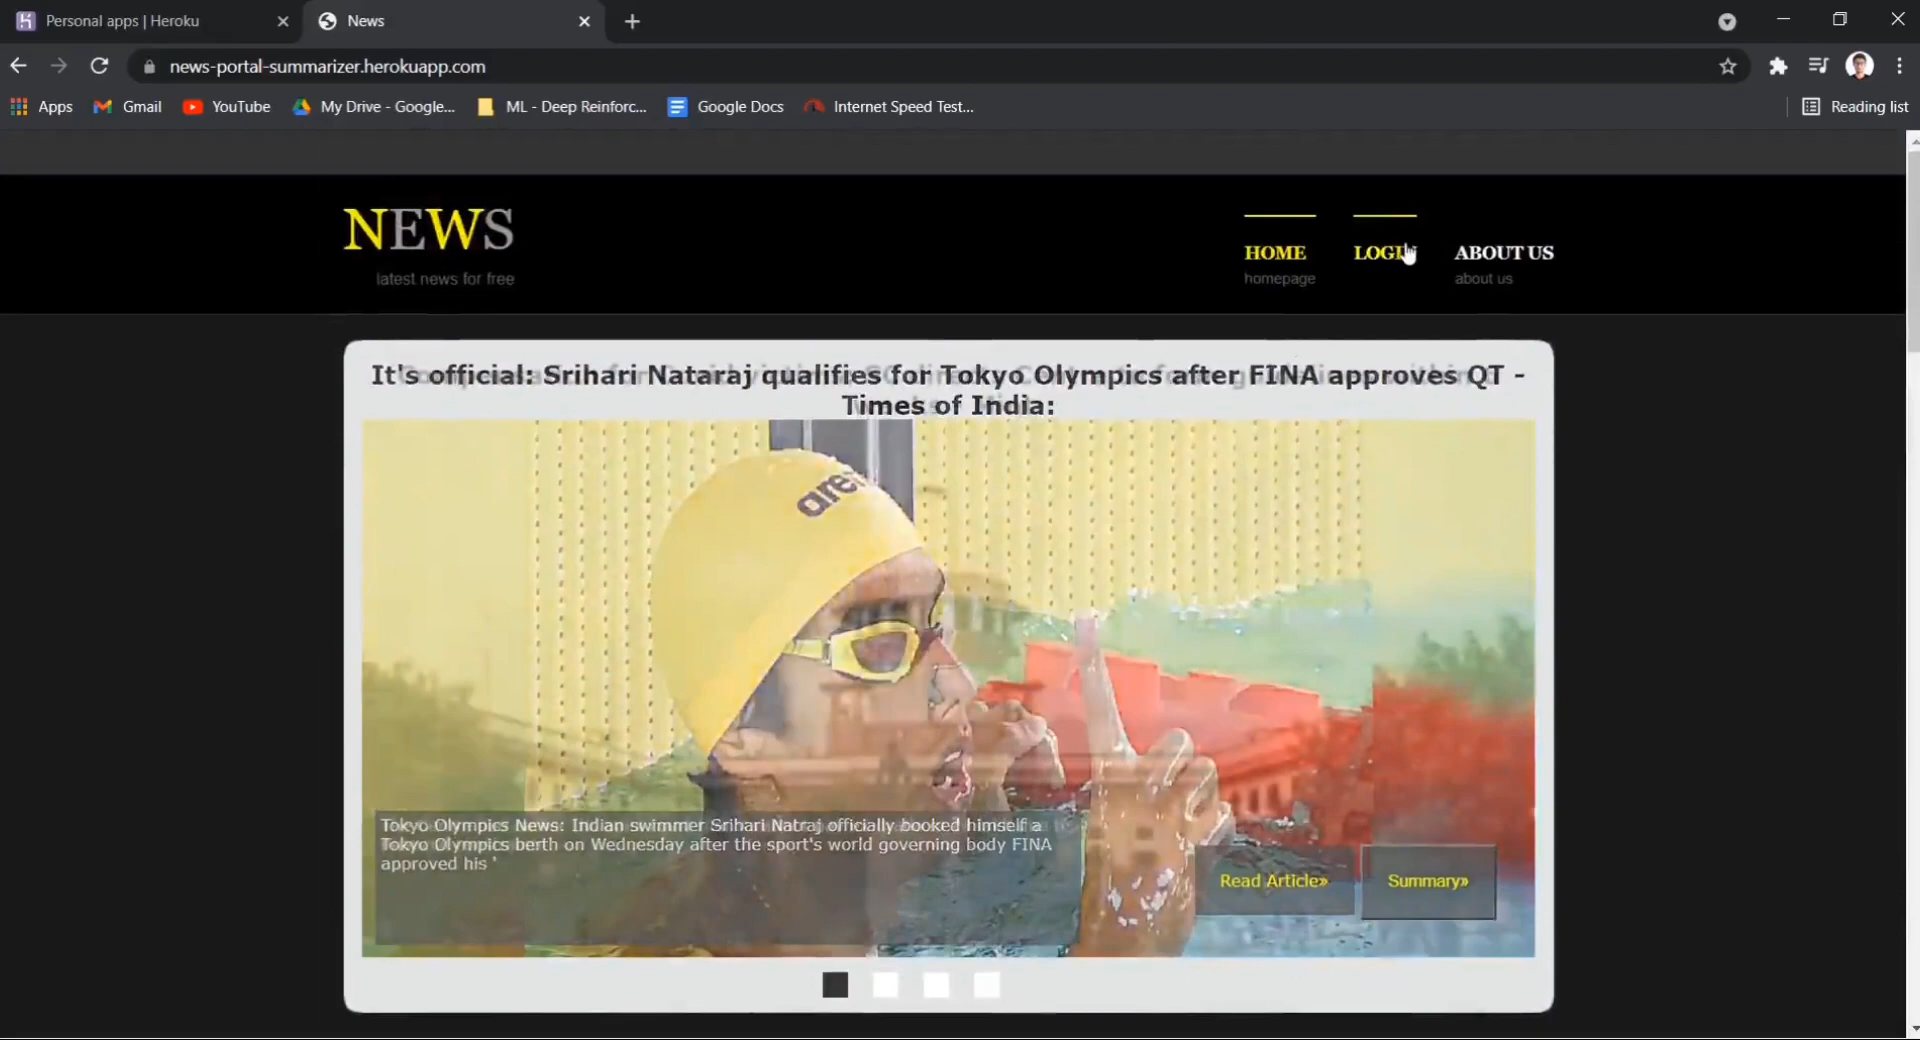 Personal apps | Heroku
News
news-portal-summarizer.herokuapp.com
Apps
Gmail
YouTube
My Drive - Google...
ML - Deep Reinforc...
Google Docs
Internet Speed Test...
Reading list
NEWS
latest news for free
HOME
homepage
LOGIN
ABOUT US
about us
It's official: Srihari Nataraj qualifies for Tokyo Olympics after FINA approves QT -
Times of India:
arena
Tokyo Olympics News: Indian swimmer Srihari Natraj officially booked himself a
Tokyo Olympics berth on Wednesday after the sport's world governing body FINA
approved his '
Read Article»
Summary»